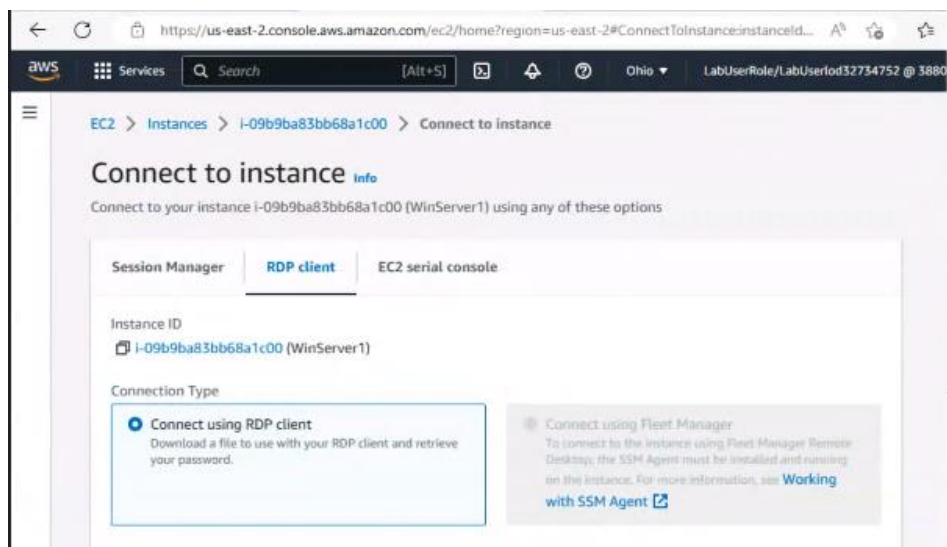 https://us-east-2.console.aws.amazon.com/ec2/home?region=us-east-2#ConnectToInstance:instanceId...
aws Services Search [Alt+S] Ohio LabUserRole/LabUserlod32734752 @ 3880
EC2 > Instances > i-09b9ba83bb68a1c00 > Connect to instance
Connect to instance Info
Connect to your instance i-09b9ba83bb68a1c00 (WinServer1) using any of these options
Session Manager RDP client EC2 serial console
Instance ID
i-09b9ba83bb68a1c00 (WinServer1)
Connection Type
Connect using RDP client
Download a file to use with your RDP client and retrieve
your password.
Connect using Fleet Manager
To connect to the instance using Fleet Manager Remote
Desktop, the SSM Agent must be installed and running
on the instance. For more information, see Working
with SSM Agent